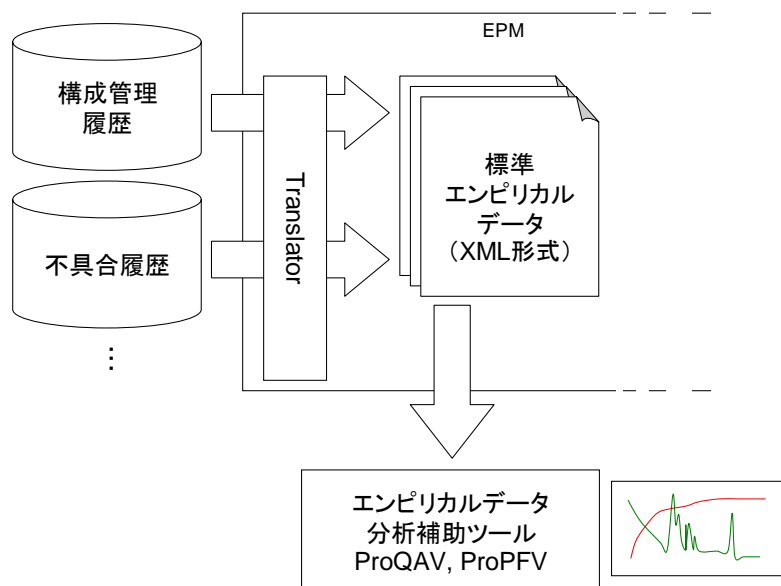 EPM
構成管理
履歴
不具合履歴
⋮
Translator
標準
エンピリカル
データ
（XML形式）
エンピリカルデータ
分析補助ツール
ProQAV, ProPFV